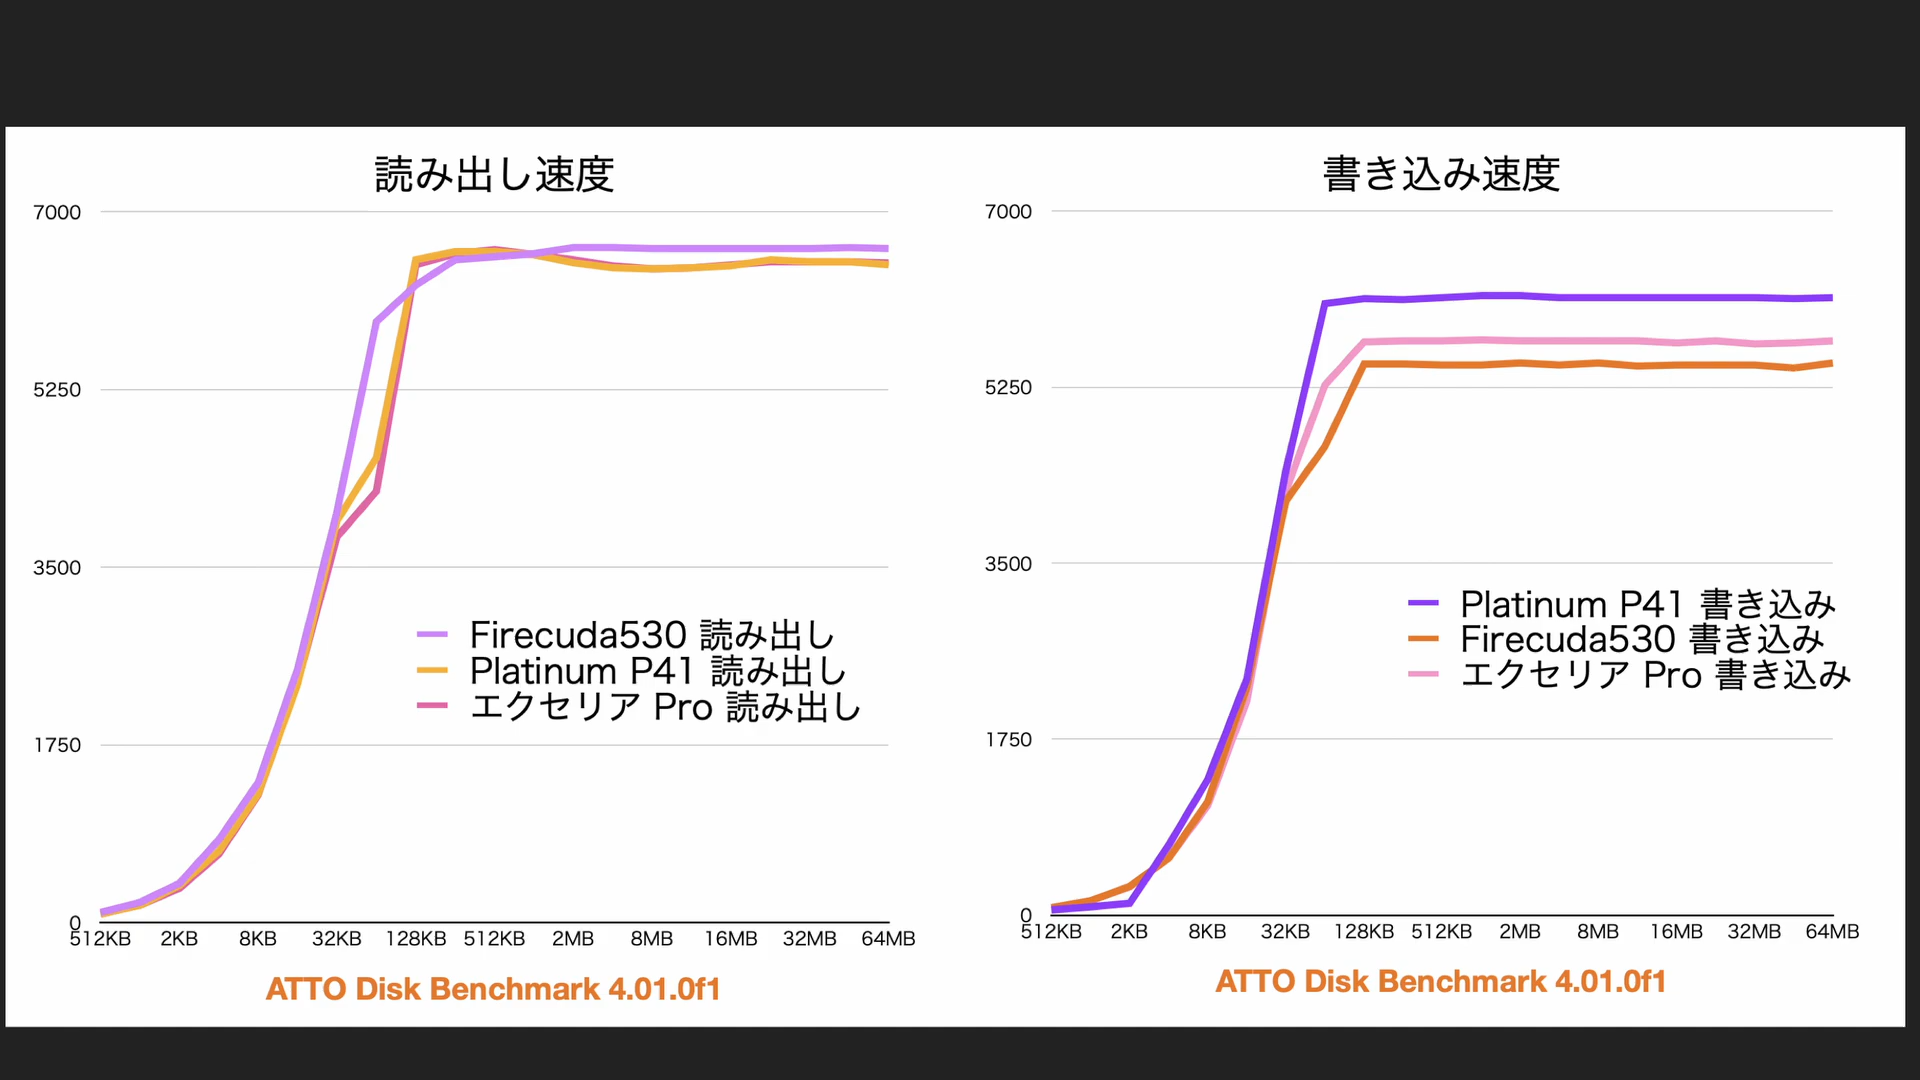 読み出し速度
7000
5250
3500
1750
0
Firecuda530 読み出し
Platinum P41 読み出し
エクセリア Pro 読み出し
512KB 2KB 8KB 32KB 128KB 512KB 2MB 8MB 16MB 32MB 64MB
ATTO Disk Benchmark 4.01.0f1
書き込み速度
7000
5250
3500
1750
0
Platinum P41 書き込み
Firecuda530 書き込み
エクセリア Pro 書き込み
512KB 2KB 8KB 32KB 128KB 512KB 2MB 8MB 16MB 32MB 64MB
ATTO Disk Benchmark 4.01.0f1